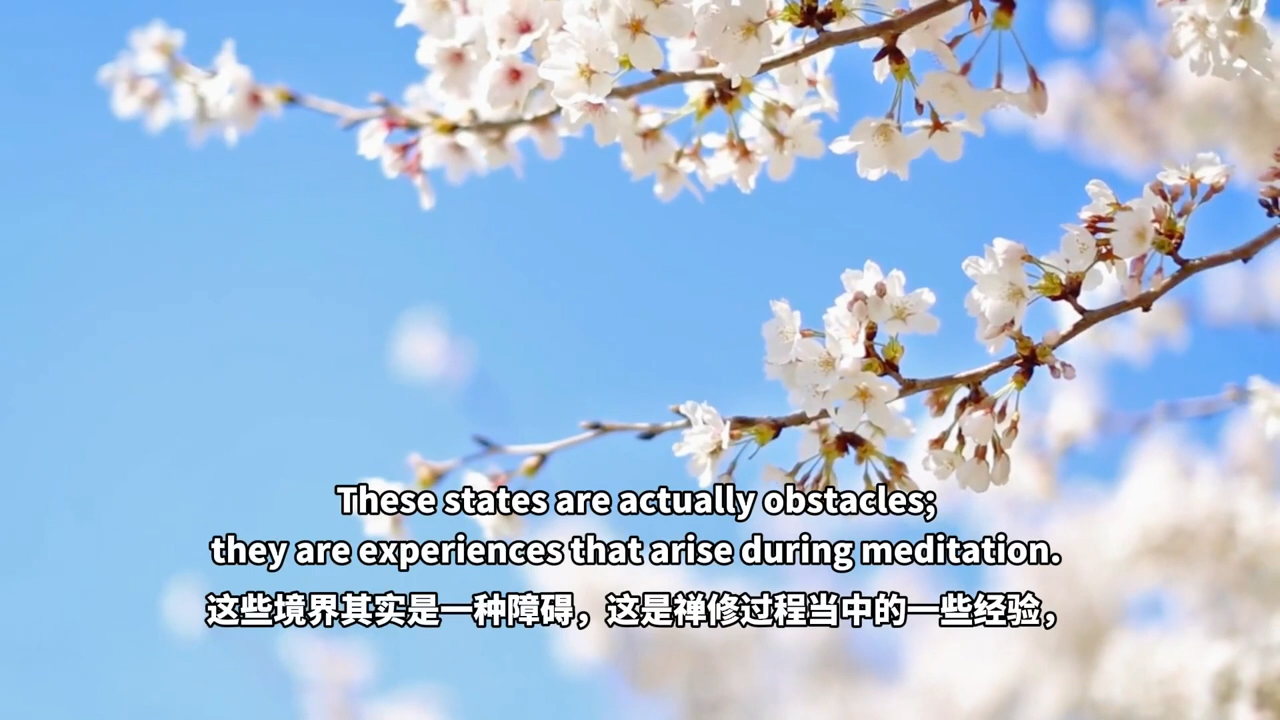 These states are actually obstacles;
they are experiences that arise during meditation.
这些境界其实是一种障碍，这是禅修过程当中的一些经验，